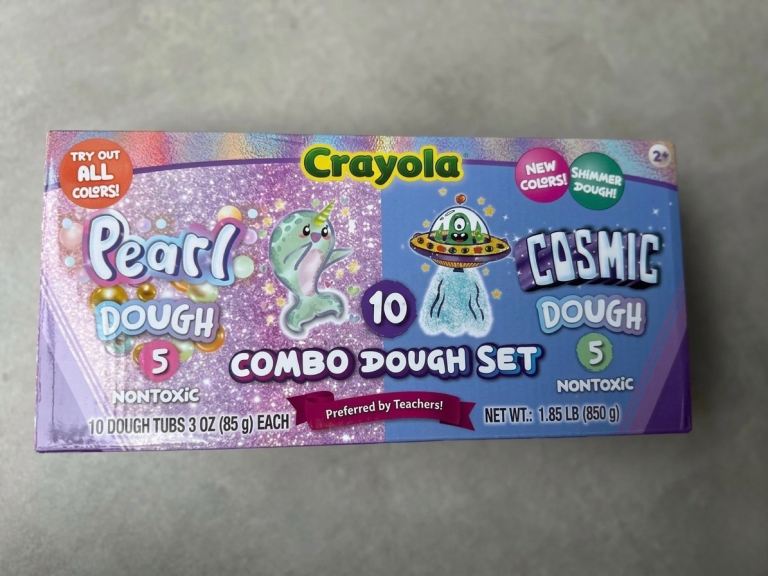 TRY OUT
ALL
COLORS!
Crayola
NEW
COLORS!
SHIMMER
DOUGH!
2+
Pearl
DOUGH
5
NONTOXIC
COSMIC
DOUGH
5
NONTOXIC
10
COMBO DOUGH SET
Preferred by Teachers!
10 DOUGH TUBS 3 OZ (85 g) EACH
NET WT.: 1.85 LB (850 g)